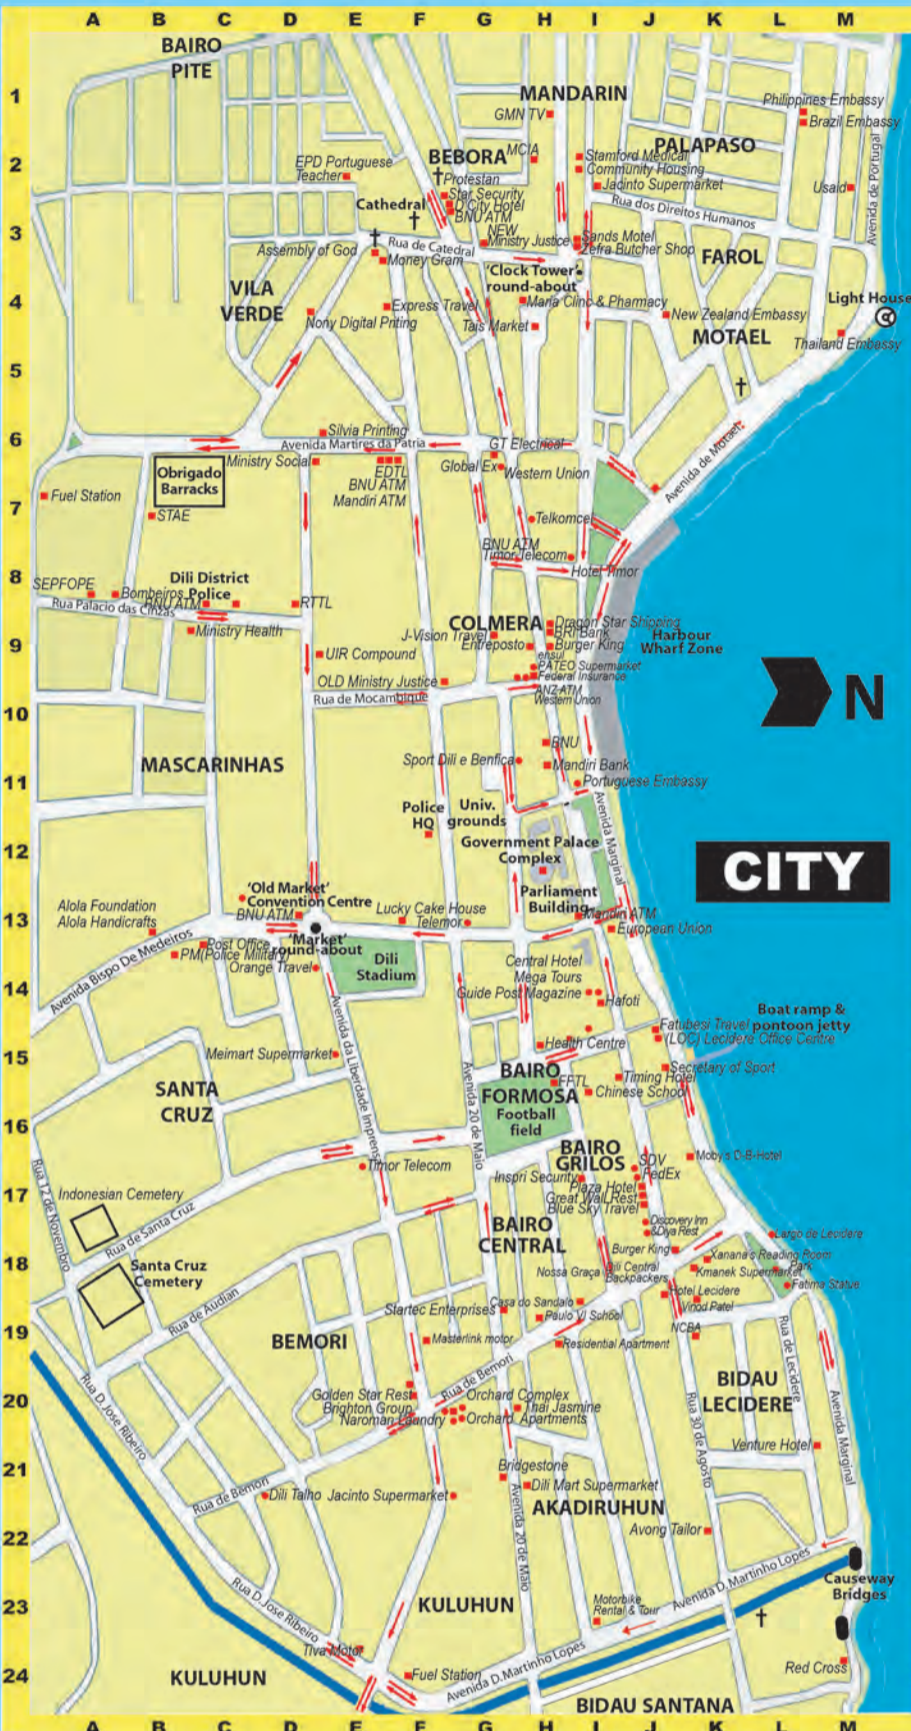 A B C D E F G H I J K L M
BAIRO
PITE
1
MANDARIN
GMN TV
Philippines Embassy
Brazil Embassy
2
BEBORA
MCIA
PALAPASO
Stamford Medical
Community Housing
Jacinto Supermarket
EPD Portuguese
Teacher
Protestan
Star Security
D'City Hotel
BNU ATM
Usaid
Avenida de Portugal
Cathedral
Rua dos Direitos Humanos
3
NEW
Ministry Justice
Sands Motel
Zefra Butcher Shop
Rua de Catedral
Assembly of God
Money Gram
FAROL
'Clock Tower'
round-about
4
VILA
VERDE
Express Travel
Maria Clinc & Pharmacy
New Zealand Embassy
Light House
Nony Digital Priting
Tais Market
MOTAEL
Thailand Embassy
5
6
Silvia Printing
Avenida Martires da Patria
GT Electrical
Avenida de Motael
Obrigado
Barracks
Ministry Social
EDTL
BNU ATM
Mandiri ATM
Global Ex
Western Union
7
Fuel Station
STAE
Telkomcel
BNU ATM
Timor Telecom
8
Hotel Timor
SEPFOPE
Bombeiros
Dili District
Police
BNU ATM
RTTL
Rua Palacio das Cinzas
Ministry Health
9
COLMERA
Dragon Star Shipping
BRI Bank
Burger King
J-Vision Travel
Entreposto
Harbour
Wharf Zone
UIR Compound
ensul
PATEO Supermarket
Federal Insurance
OLD Ministry Justice
ANZ ATM
Western Union
Rua de Mocambique
N
10
BNU
Sport Dili e Benfica
Mandiri Bank
MASCARINHAS
11
Portuguese Embassy
Avenida Marginal
Police
HQ
Univ.
grounds
Government Palace
Complex
12
CITY
'Old Market'
Convention Centre
BNU ATM
Parliament
Building
Alola Foundation
Alola Handicrafts
13
Lucky Cake House
Telemor
Mandiri ATM
European Union
Avenida Bispo De Medeiros
Post Office
PM(Police Military)
Orange Travel
'Market'
round-about
Dili
Stadium
Central Hotel
Mega Tours
Guide Post Magazine
14
Hafoti
Boat ramp &
pontoon jetty
Fatubesi Travel
(LOC) Lecidere Office Centre
Avenida da Liberdade Imprensa
15
Meimart Supermarket
Health Centre
Secretary of Sport
Timing Hotel
Chinese School
BAIRO
FORMOSA
Football
field
FFTL
SANTA
CRUZ
Avenida 20 de Maio
16
BAIRO
GRILOS
Moby's D-B-Hotel
Timor Telecom
SDV
FedEx
Inspri Security
Plaza Hotel
Great Wall Rest
Blue Sky Travel
17
Rua 12 de Novembro
Indonesian Cemetery
Rua de Santa Cruz
BAIRO
CENTRAL
Discovery Inn
& Diya Rest
Largo de Lecidere
Burger King
Xanana's Reading Room
18
Santa Cruz
Cemetery
Nossa Graça
Dili Central
Backpackers
Kmanek Supermarket
Park
Fatima Statue
Hotel Lecidere
Vinod Patel
Rua de Audian
Startec Enterprises
Casa do Sandalo
Paulo VI School
19
BEMORI
Masterlink motor
Residential Apartment
NCBA
BIDAU
LECIDERE
Rua de Lecidere
Rua de Bemori
20
Golden Star Rest
Brighton Group
Naroman Laundry
Orchard Complex
Thai Jasmine
Orchard Apartments
Rua D. Jose Ribeiro
Rua 30 de Agosto
Avenida Marginal
Venture Hotel
21
Bridgestone
Dili Mart Supermarket
Rua de Bemori
Dili Talho
Jacinto Supermarket
AKADIRUHUN
Avenida 20 de Maio
22
Avong Tailor
Avenida D. Martinho Lopes
Causeway
Bridges
23
Rua D. Jose Ribeiro
KULUHUN
Motorbike
Rental & Tour
Tiva Motor
24
KULUHUN
Fuel Station
Avenida D. Martinho Lopes
Red Cross
BIDAU SANTANA
A B C D E F G H I J K L M